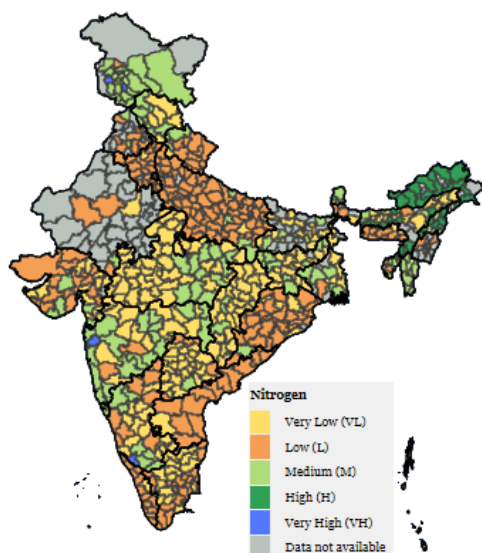 Nitrogen
Very Low (VL)
Low (L)
Medium (M)
High (H)
Very High (VH)
Data not available